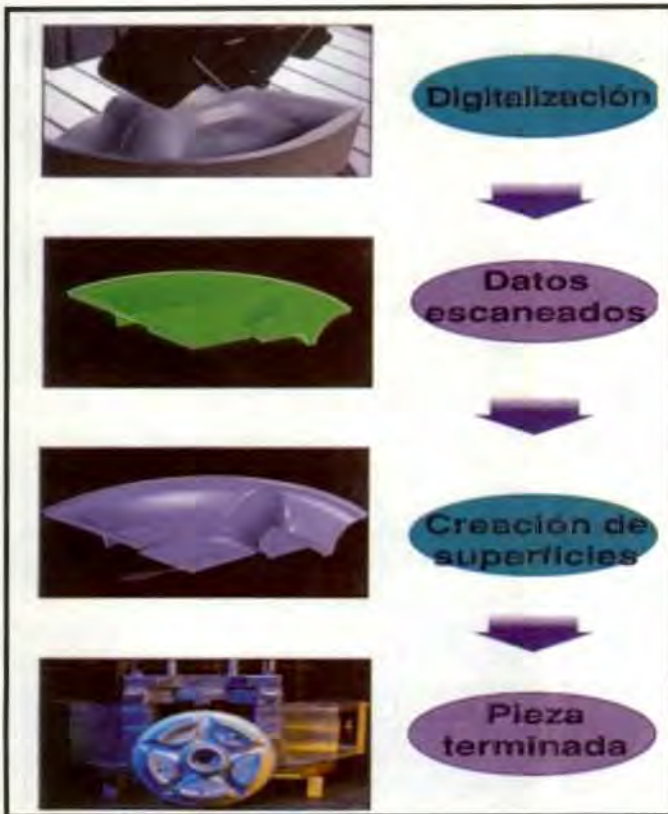 Digitalización
Datos
escaneados
Creación de
superficies
Pieza
terminada